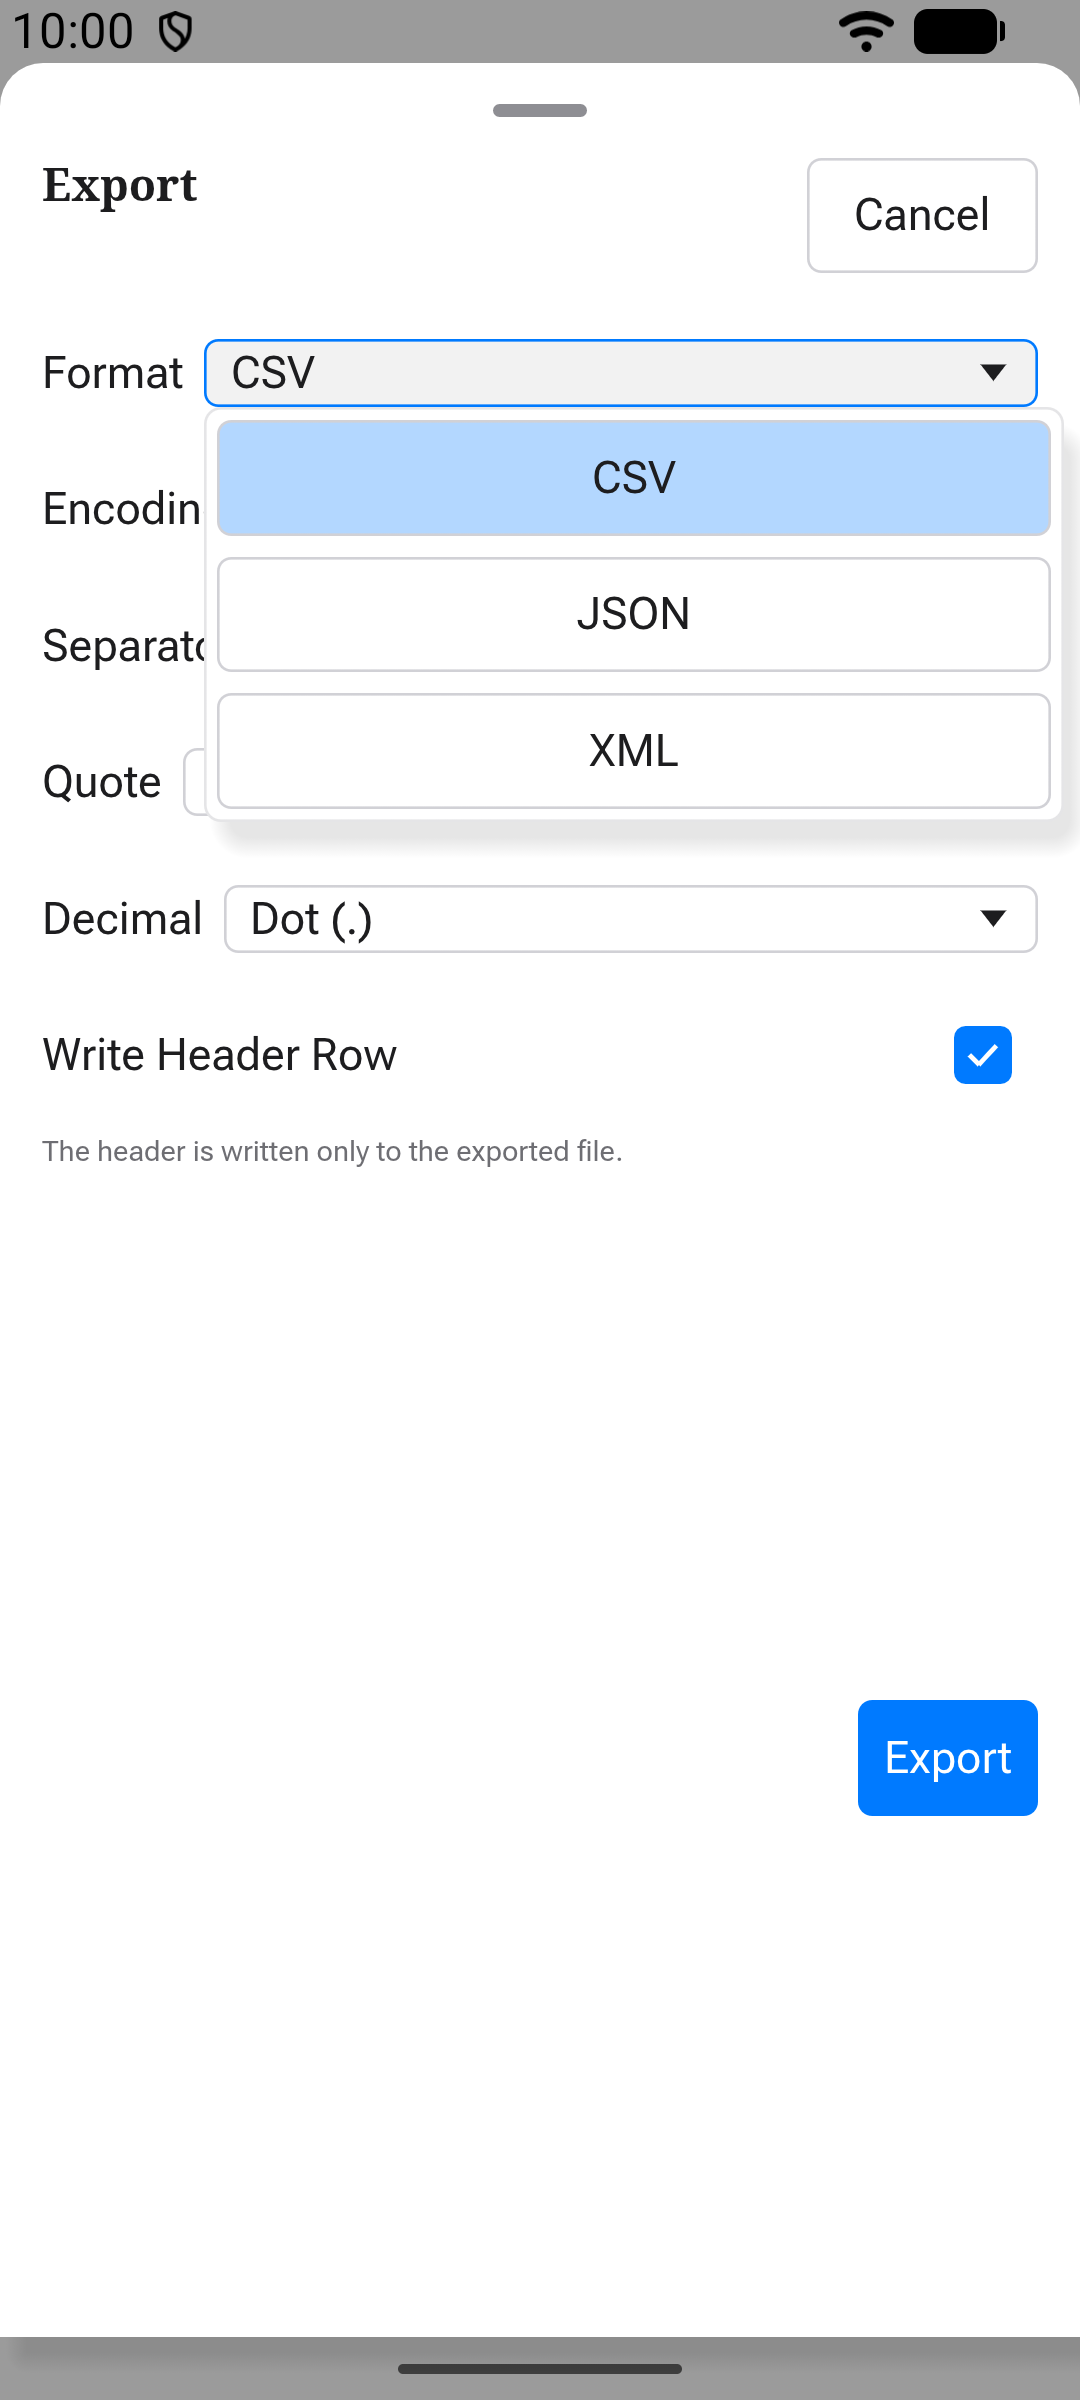 10:00
Export
Cancel
Format
CSV
CSV
Encodin
JSON
Separato
XML
Quote
Decimal
Dot (.)
Write Header Row
The header is written only to the exported file.
Export